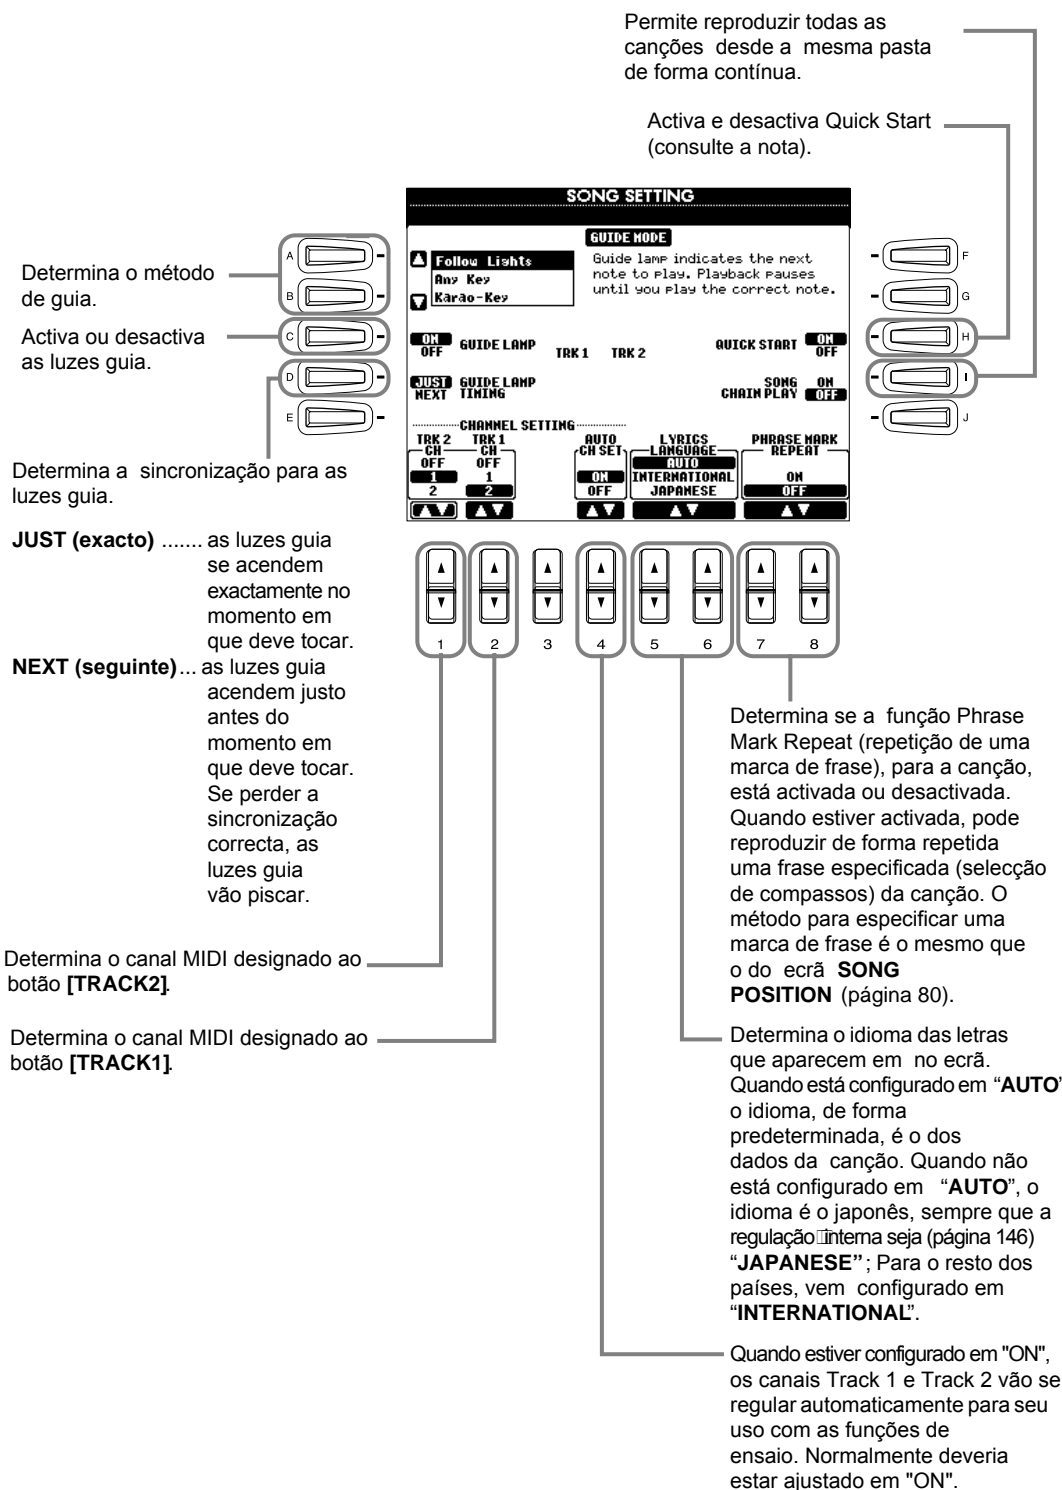 Permite reproduzir todas as
canções desde a mesma pasta
de forma contínua.
Activa e desactiva Quick Start
(consulte a nota).
SONG SETTING
GUIDE MODE
Follow Lights
Any Key
Karao-Key
Guide lamp indicates the next
note to play. Playback pauses
until you play the correct note.
ON
OFF
GUIDE LAMP
TRK 1 TRK 2
QUICK START
ON
OFF
JUST
NEXT
GUIDE LAMP
TIMING
SONG
CHAIN PLAY
ON
OFF
CHANNEL SETTING
TRK 2
CH
OFF
1
2
TRK 1
CH
OFF
1
2
AUTO
CH SET
ON
OFF
LYRICS
LANGUAGE
AUTO
INTERNATIONAL
JAPANESE
PHRASE MARK
REPEAT
ON
OFF
A
B
C
D
E
F
G
H
I
J
1 2 3 4 5 6 7 8
Determina o método
de guia.
Activa ou desactiva
as luzes guia.
Determina a sincronização para as
luzes guia.
JUST (exacto) ....... as luzes guia
se acendem
exactamente no
momento em
que deve tocar.
NEXT (seguinte)... as luzes guia
acendem justo
antes do
momento em
que deve tocar.
Se perder a
sincronização
correcta, as
luzes guia
vão piscar.
Determina o canal MIDI designado ao
botão [TRACK2].
Determina o canal MIDI designado ao
botão [TRACK1].
Determina se a função Phrase
Mark Repeat (repetição de uma
marca de frase), para a canção,
está activada ou desactivada.
Quando estiver activada, pode
reproduzir de forma repetida
uma frase especificada (selecção
de compassos) da canção. O
método para especificar uma
marca de frase é o mesmo que
o do ecrã SONG
POSITION (página 80).
Determina o idioma das letras
que aparecem em no ecrã.
Quando está configurado em “AUTO”
o idioma, de forma
predeterminada, é o dos
dados da canção. Quando não
está configurado em “AUTO”, o
idioma é o japonês, sempre que a
regulação interna seja (página 146)
“JAPANESE”; Para o resto dos
países, vem configurado em
“INTERNATIONAL”.
Quando estiver configurado em "ON",
os canais Track 1 e Track 2 vão se
regular automaticamente para seu
uso com as funções de
ensaio. Normalmente deveria
estar ajustado em "ON".